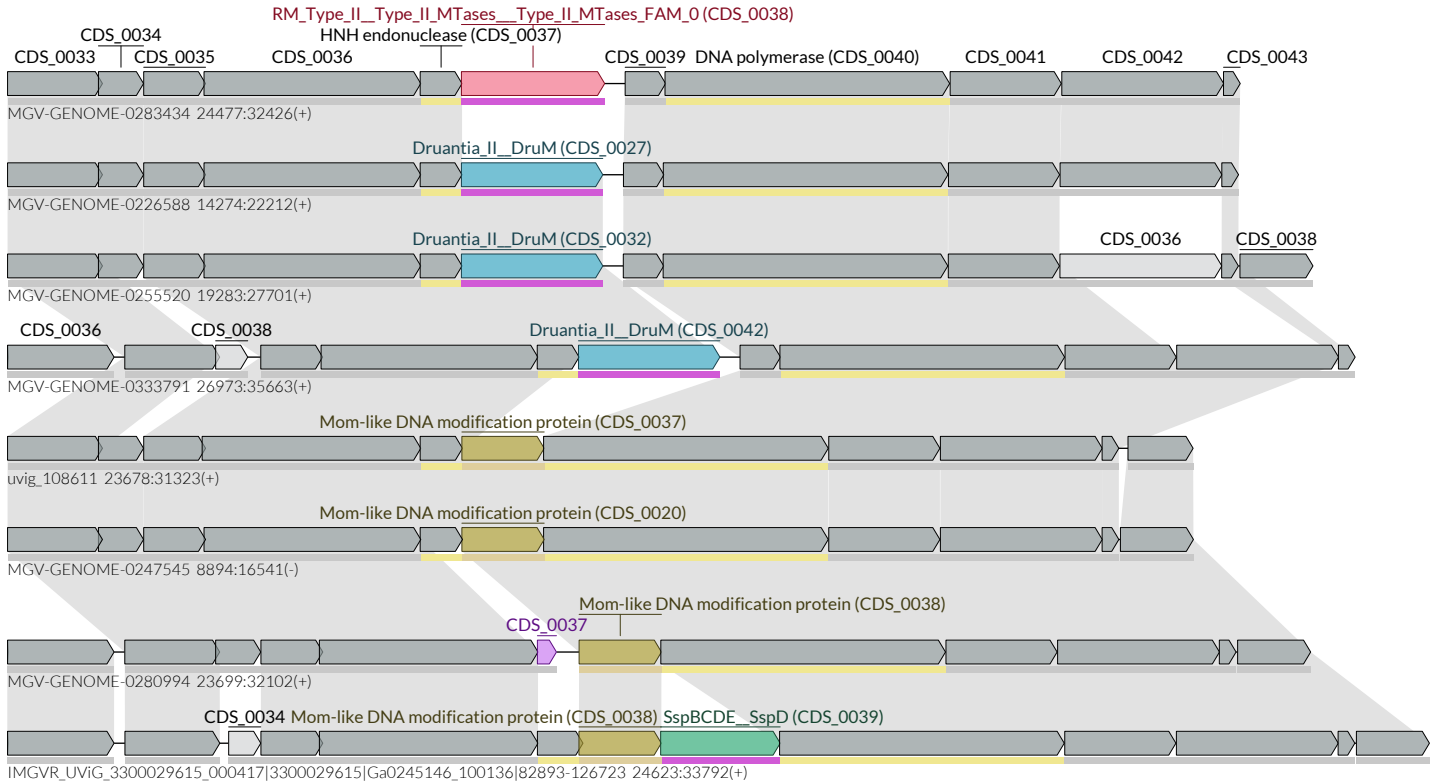 RM_Type_II__Type_II_MTases___Type_II_MTases_FAM_0 (CDS_0038)
CDS_0034 HNH endonuclease (CDS_0037)
CDS_0033 CDS_0035 CDS_0036 CDS_0039 DNA polymerase (CDS_0040) CDS_0041 CDS_0042 CDS_0043
MGV-GENOME-0283434 24477:32426(+)
Druantia_II__DruM (CDS_0027)
MGV-GENOME-0226588 14274:22212(+)
Druantia_II__DruM (CDS_0032) CDS_0036 CDS_0038
MGV-GENOME-0255520 19283:27701(+)
CDS_0036 CDS_0038 Druantia_II__DruM (CDS_0042)
MGV-GENOME-0333791 26973:35663(+)
Mom-like DNA modification protein (CDS_0037)
uvig_108611 23678:31323(+)
Mom-like DNA modification protein (CDS_0020)
MGV-GENOME-0247545 8894:16541(-)
Mom-like DNA modification protein (CDS_0038)
CDS_0037
MGV-GENOME-0280994 23699:32102(+)
CDS_0034 Mom-like DNA modification protein (CDS_0038) SspBCDE__SspD (CDS_0039)
IMGVR_UViG_3300029615_000417|3300029615|Ga0245146_100136|82893-126723 24623:33792(+)